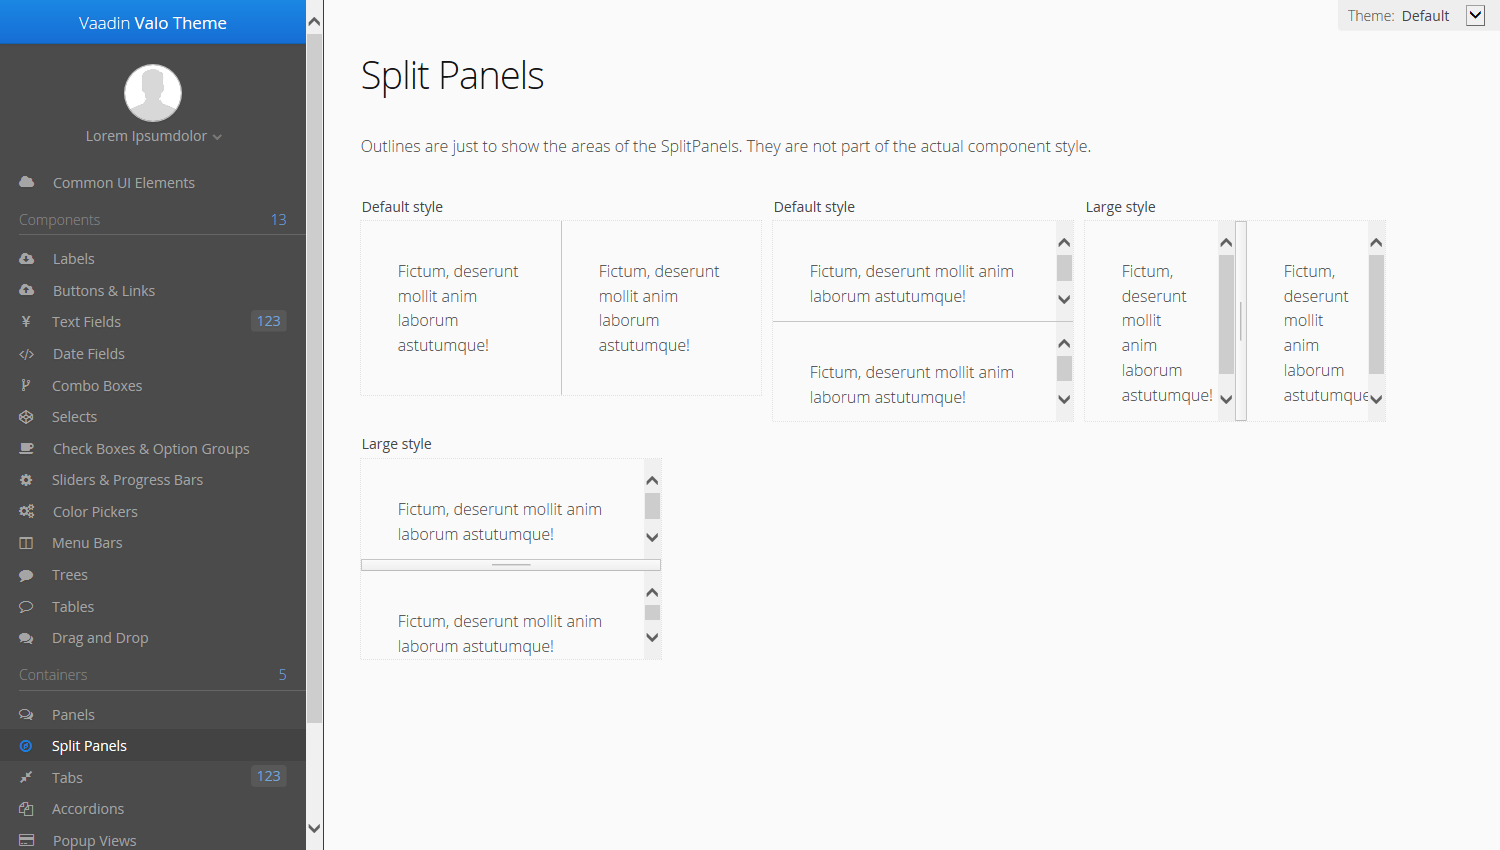 Vaadin Valo Theme
Lorem Ipsumdolor
Common UI Elements
Components 13
Labels
Buttons & Links
Text Fields 123
Date Fields
Combo Boxes
Selects
Check Boxes & Option Groups
Sliders & Progress Bars
Color Pickers
Menu Bars
Trees
Tables
Drag and Drop
Containers 5
Panels
Split Panels
Tabs 123
Accordions
Popup Views
Theme: Default
Split Panels
Outlines are just to show the areas of the SplitPanels. They are not part of the actual component style.
Default style
Fictum, deserunt
mollit anim
laborum
astutumque!
Fictum, deserunt
mollit anim
laborum
astutumque!
Default style
Fictum, deserunt mollit anim
laborum astutumque!
Fictum, deserunt mollit anim
laborum astutumque!
Large style
Fictum,
deserunt
mollit
anim
laborum
astutumque!
Fictum,
deserunt
mollit
anim
laborum
astutumque
Large style
Fictum, deserunt mollit anim
laborum astutumque!
Fictum, deserunt mollit anim
laborum astutumque!